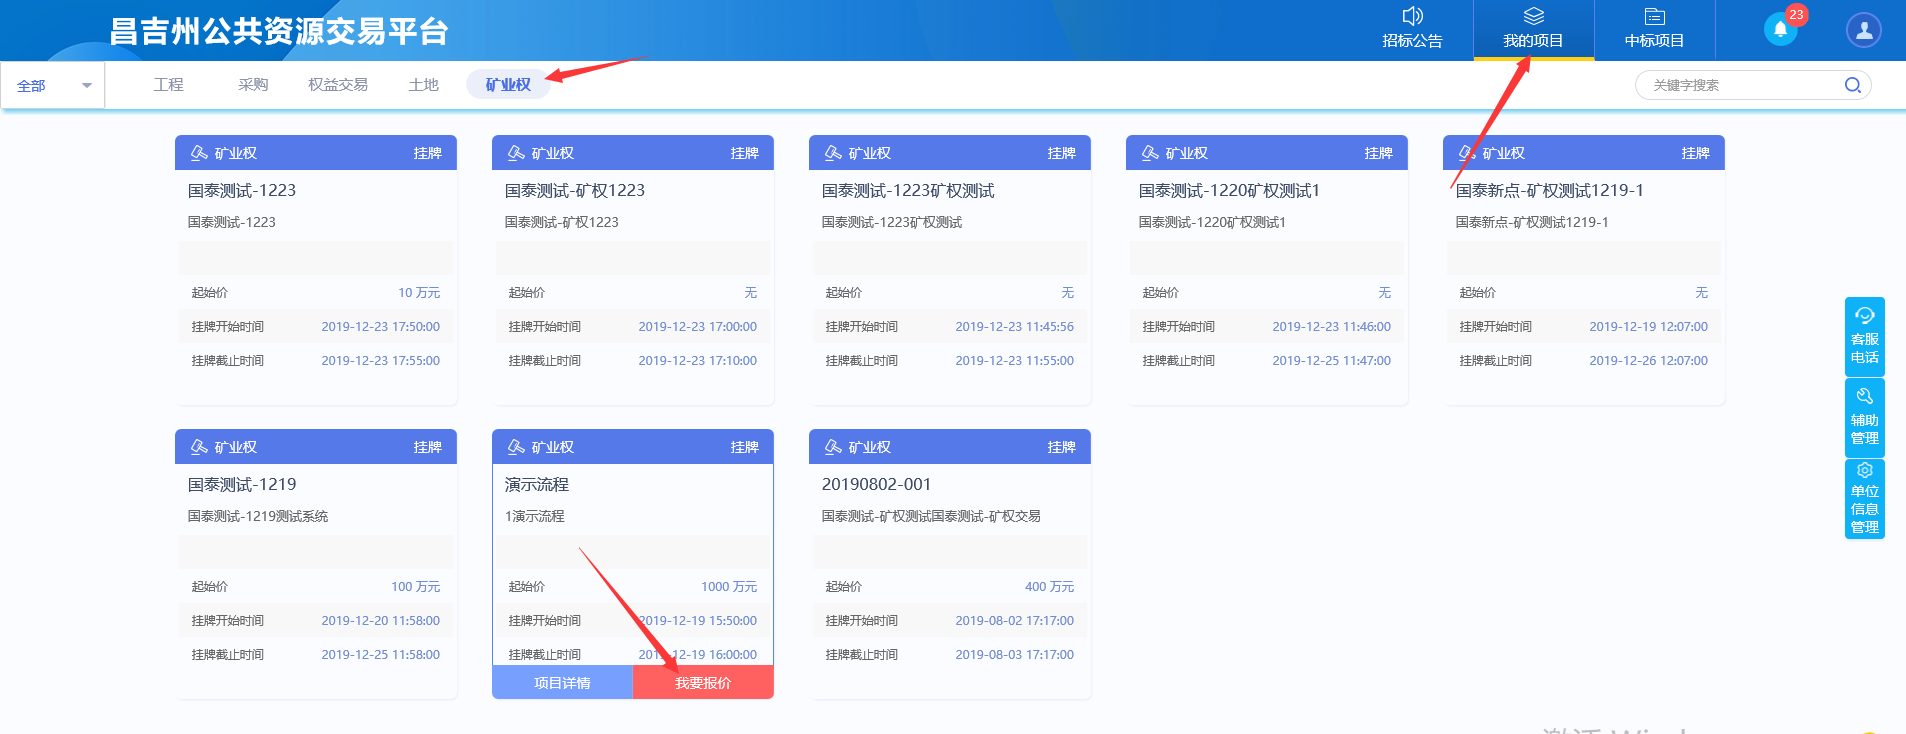 昌吉州公共资源交易平台
招标公告
我的项目
中标项目
23
全部
工程
采购
权益交易
土地
矿业权
关键字搜索
矿业权 挂牌
国泰测试-1223
国泰测试-1223
起始价 10 万元
挂牌开始时间 2019-12-23 17:50:00
挂牌截止时间 2019-12-23 17:55:00
矿业权 挂牌
国泰测试-矿权1223
国泰测试-矿权1223
起始价 无
挂牌开始时间 2019-12-23 17:00:00
挂牌截止时间 2019-12-23 17:10:00
矿业权 挂牌
国泰测试-1223矿权测试
国泰测试-1223矿权测试
起始价 无
挂牌开始时间 2019-12-23 11:45:56
挂牌截止时间 2019-12-23 11:55:00
矿业权 挂牌
国泰测试-1220矿权测试1
国泰测试-1220矿权测试1
起始价 无
挂牌开始时间 2019-12-23 11:46:00
挂牌截止时间 2019-12-25 11:47:00
矿业权 挂牌
国泰新点-矿权测试1219-1
国泰新点-矿权测试1219-1
起始价 无
挂牌开始时间 2019-12-19 12:07:00
挂牌截止时间 2019-12-26 12:07:00
矿业权 挂牌
国泰测试-1219
国泰测试-1219测试系统
起始价 100 万元
挂牌开始时间 2019-12-20 11:58:00
挂牌截止时间 2019-12-25 11:58:00
矿业权 挂牌
演示流程
1演示流程
起始价 1000 万元
挂牌开始时间 2019-12-19 15:50:00
挂牌截止时间 2019-12-19 16:00:00
项目详情 我要报价
矿业权 挂牌
20190802-001
国泰测试-矿权测试国泰测试-矿权交易
起始价 400 万元
挂牌开始时间 2019-08-02 17:17:00
挂牌截止时间 2019-08-03 17:17:00
客服
电话
辅助
管理
单位
信息
管理